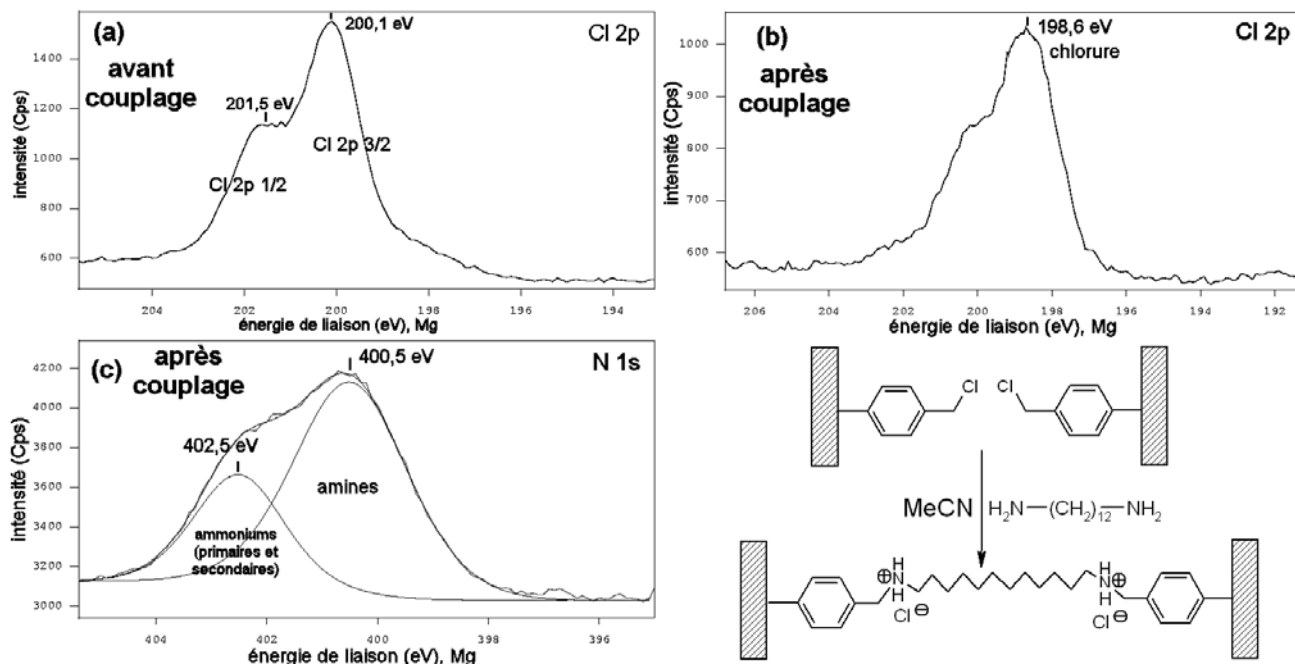 (a)
avant
couplage
200,1 eV
201,5 eV
Cl 2p
Cl 2p 3/2
Cl 2p 1/2
intensité (Cps)
1400
1200
1000
800
600
204
202
200
198
196
194
énergie de liaison (eV), Mg
(b)
après
couplage
198,6 eV
chlorure
Cl 2p
intensité (Cps)
1000
900
800
700
600
206
204
202
200
198
196
194
192
énergie de liaison (eV), Mg
(c)
après
couplage
400,5 eV
N 1s
402,5 eV
amines
ammoniums
(primaires et
secondaires)
intensité (Cps)
4200
4000
3800
3600
3400
3200
3000
404
402
400
398
396
énergie de liaison (eV), Mg
Cl
Cl
MeCN
H₂N—(CH₂)₁₂—NH₂
H
⊕N
H
Cl ⊖
H
N⊕
H
Cl ⊖